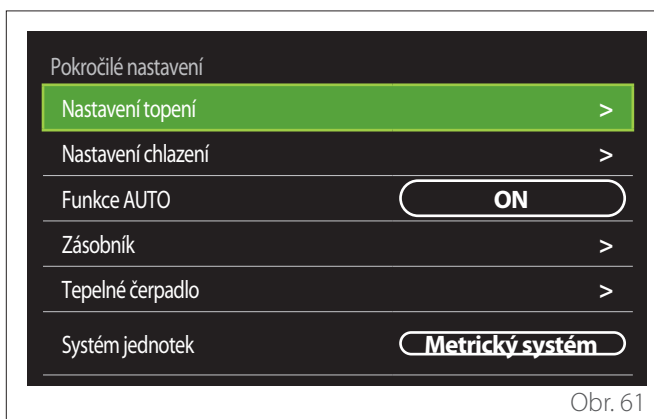 Pokročilé nastavení
Nastavení topení >
Nastavení chlazení >
Funkce AUTO ON
Zásobník >
Tepelné čerpadlo >
Systém jednotek Metrický systém
Obr. 61